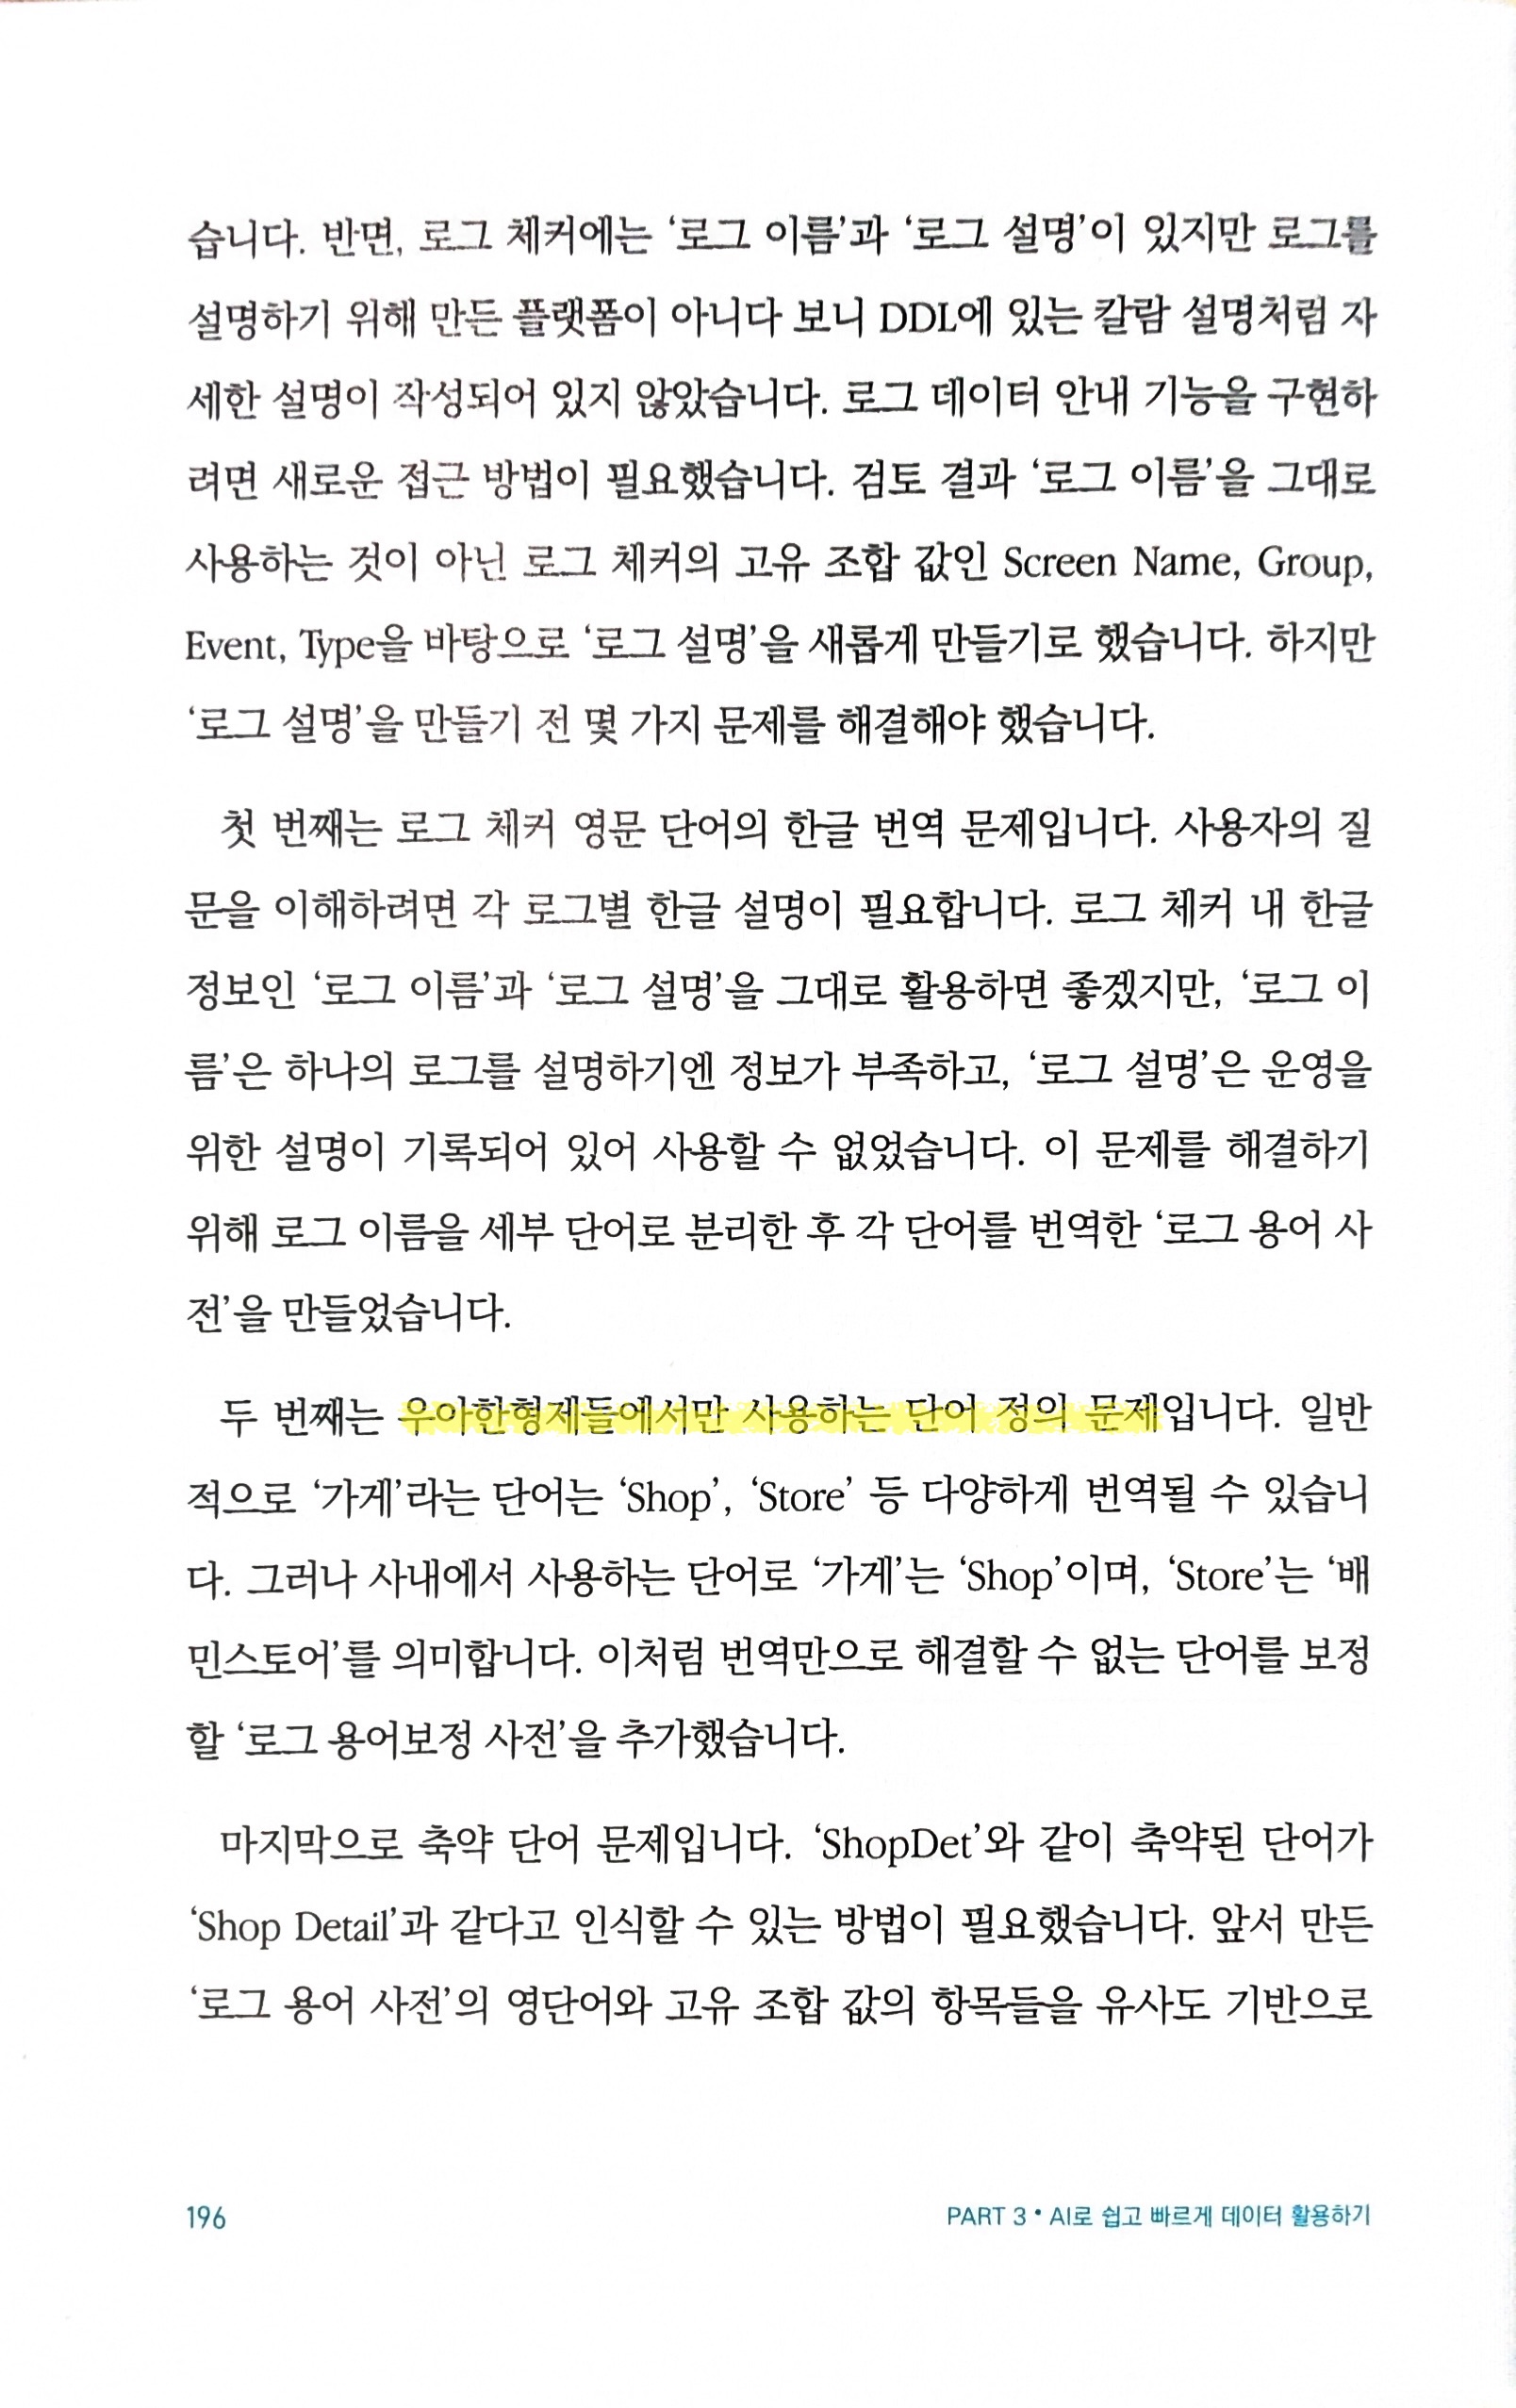 습니다. 반면, 로그 체커에는 ‘로그 이름’과 ‘로그 설명’이 있지만 로그를
설명하기 위해 만든 플랫폼이 아니다 보니 DDL에 있는 칼람 설명처럼 자
세한 설명이 작성되어 있지 않았습니다. 로그 데이터 안내 기능을 구현하
려면 새로운 접근 방법이 필요했습니다. 검토 결과 ‘로그 이름’을 그대로
사용하는 것이 아닌 로그 체커의 고유 조합 값인 Screen Name, Group,
Event, Type을 바탕으로 ‘로그 설명’을 새롭게 만들기로 했습니다. 하지만
‘로그 설명’을 만들기 전 몇 가지 문제를 해결해야 했습니다.
첫 번째는 로그 체커 영문 단어의 한글 번역 문제입니다. 사용자의 질
문을 이해하려면 각 로그별 한글 설명이 필요합니다. 로그 체커 내 한글
정보인 ‘로그 이름’과 ‘로그 설명’을 그대로 활용하면 좋겠지만, ‘로그 이
름’은 하나의 로그를 설명하기엔 정보가 부족하고, ‘로그 설명’은 운영을
위한 설명이 기록되어 있어 사용할 수 없었습니다. 이 문제를 해결하기
위해 로그 이름을 세부 단어로 분리한 후 각 단어를 번역한 ‘로그 용어 사
전’을 만들었습니다.
두 번째는 우아한형제들에서만 사용하는 단어 정의 문제입니다. 일반
적으로 ‘가게’라는 단어는 ‘Shop’, ‘Store’ 등 다양하게 번역될 수 있습니
다. 그러나 사내에서 사용하는 단어로 ‘가게’는 ‘Shop’이며, ‘Store’는 ‘배
민스토어’를 의미합니다. 이처럼 번역만으로 해결할 수 없는 단어를 보정
할 ‘로그 용어보정 사전’을 추가했습니다.
마지막으로 축약 단어 문제입니다. ‘ShopDet’와 같이 축약된 단어가
‘Shop Detail’과 같다고 인식할 수 있는 방법이 필요했습니다. 앞서 만든
‘로그 용어 사전’의 영단어와 고유 조합 값의 항목들을 유사도 기반으로
196
PART 3 • AI로 쉽고 빠르게 데이터 활용하기